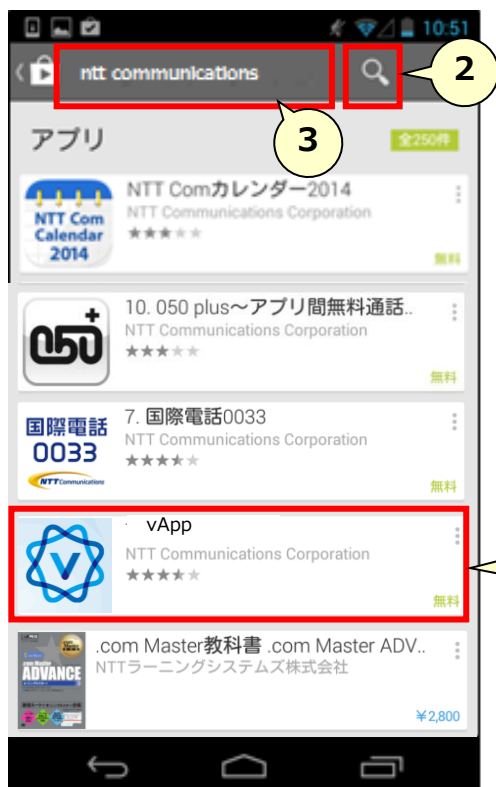 10:51
ntt communications
2
3
アプリ
全250件
NTT Com Calendar 2014
NTT Comカレンダー2014
NTT Communications Corporation
無料
050+
10. 050 plus～アプリ間無料通話..
NTT Communications Corporation
無料
国際電話
0033
NTT Communications
7. 国際電話0033
NTT Communications Corporation
無料
V
vApp
NTT Communications Corporation
無料
ADVANCE
.com Master教科書 .com Master ADV..
NTTラーニングシステムズ株式会社
¥2,800